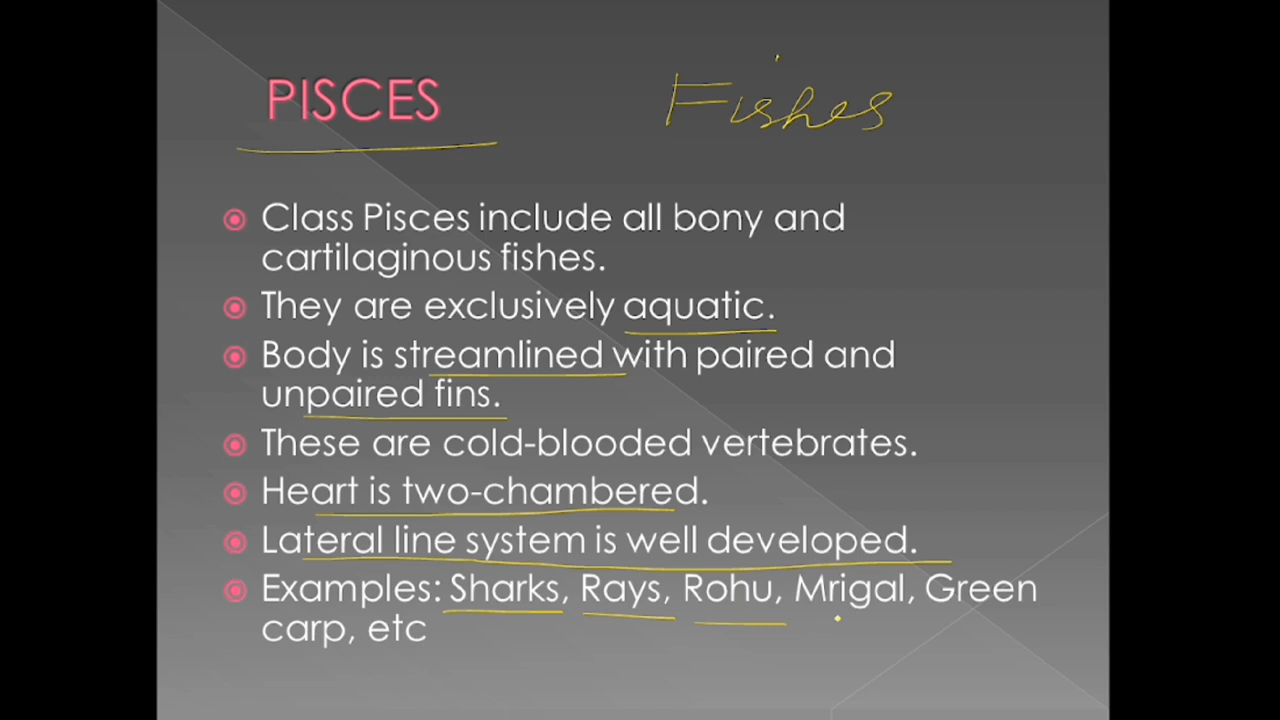 PISCES Fishes
Class Pisces include all bony and
cartilaginous fishes.
They are exclusively aquatic.
Body is streamlined with paired and
unpaired fins.
These are cold-blooded vertebrates.
Heart is two-chambered.
Lateral line system is well developed.
Examples: Sharks, Rays, Rohu, Mrigal, Green
carp, etc